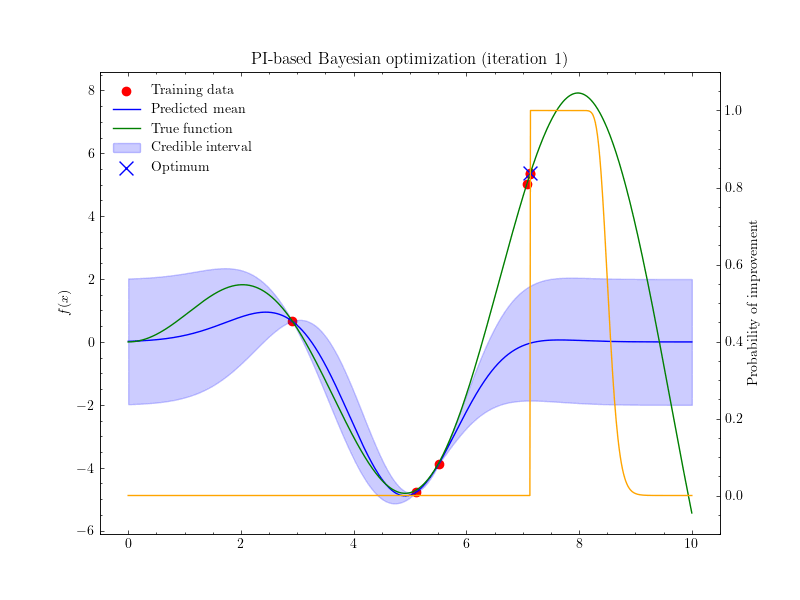 PI-based Bayesian optimization (iteration 1)
Training data
Predicted mean
True function
Credible interval
Optimum
f(x)
8
6
4
2
0
−2
−4
−6
0
2
4
6
8
10
1.0
0.8
0.6
0.4
0.2
0.0
Probability of improvement